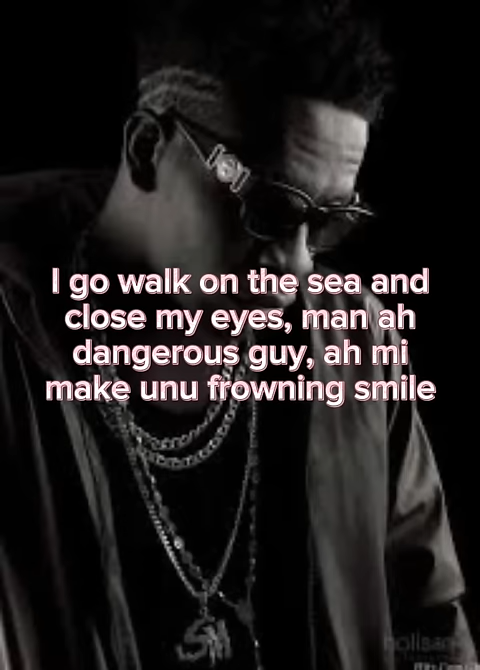 I go walk on the sea and
close my eyes, man ah
dangerous guy, ah mi
make unu frowning smile
SM